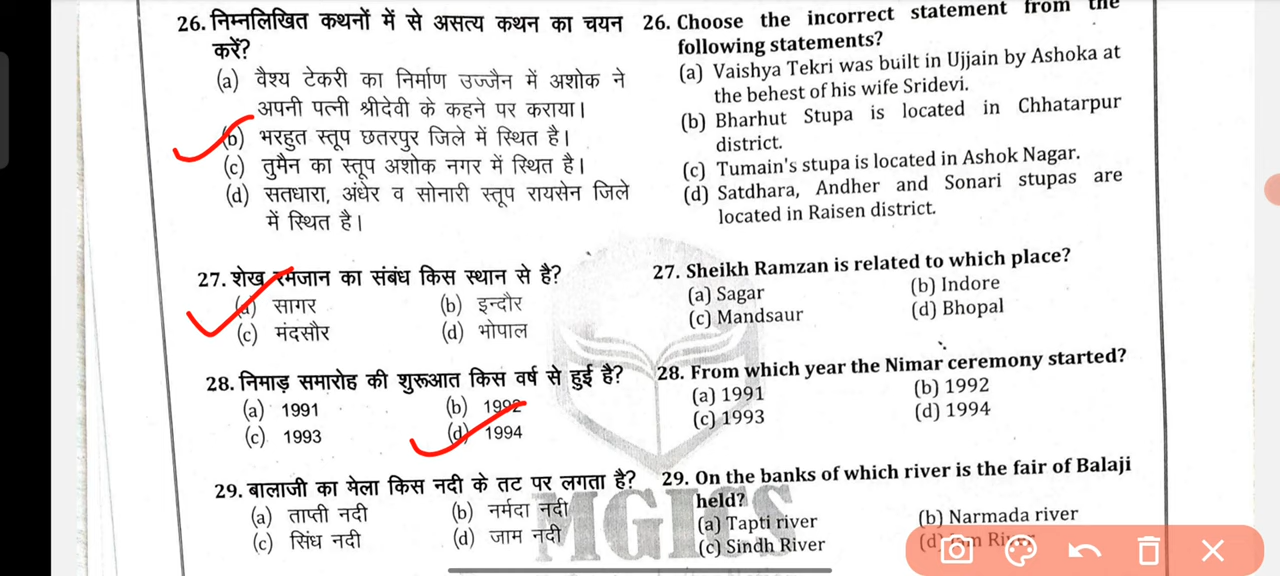 26. निम्नलिखित कथनों में से असत्य कथन का चयन
करें?
(a) वैश्य टेकरी का निर्माण उज्जैन में अशोक ने
अपनी पत्नी श्रीदेवी के कहने पर कराया।
(b) भरहुत स्तूप छतरपुर जिले में स्थित है।
(c) तुमैन का स्तूप अशोक नगर में स्थित है।
(d) सतधारा, अंधेर व सोनारी स्तूप रायसेन जिले
में स्थित है।
27. शेख रमजान का संबंध किस स्थान से है?
(a) सागर (b) इन्दौर
(c) मंदसौर (d) भोपाल
28. निमाड़ समारोह की शुरूआत किस वर्ष से हुई है?
(a) 1991 (b) 1992
(c) 1993 (d) 1994
29. बालाजी का मेला किस नदी के तट पर लगता है?
(a) ताप्ती नदी (b) नर्मदा नदी
(c) सिंध नदी (d) जाम नदी
26. Choose the incorrect statement from the
following statements?
(a) Vaishya Tekri was built in Ujjain by Ashoka at
the behest of his wife Sridevi.
(b) Bharhut Stupa is located in Chhatarpur
district.
(c) Tumain's stupa is located in Ashok Nagar.
(d) Satdhara, Andher and Sonari stupas are
located in Raisen district.
27. Sheikh Ramzan is related to which place?
(a) Sagar (b) Indore
(c) Mandsaur (d) Bhopal
28. From which year the Nimar ceremony started?
(a) 1991 (b) 1992
(c) 1993 (d) 1994
29. On the banks of which river is the fair of Balaji
held?
(a) Tapti river (b) Narmada river
(c) Sindh River (d) Jam River
MGICS